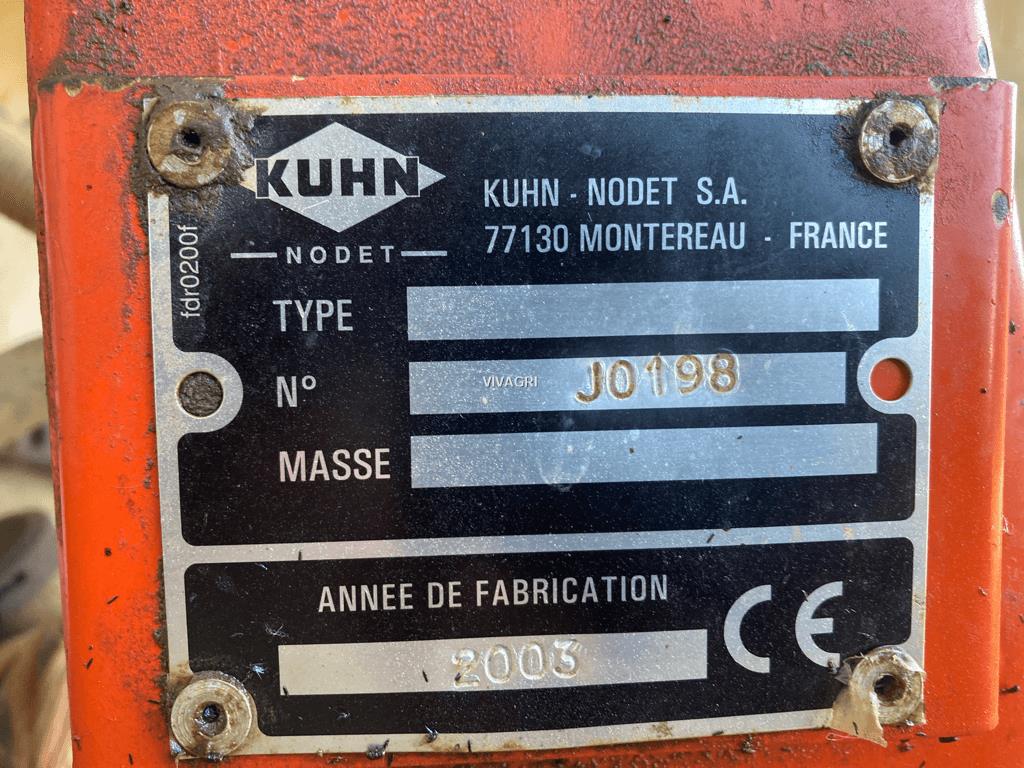 KUHN
NODET
KUHN - NODET S.A.
77130 MONTEREAU - FRANCE
fdr0200f
TYPE
N° VIVAGRI J0198
MASSE
ANNEE DE FABRICATION
2003
CE